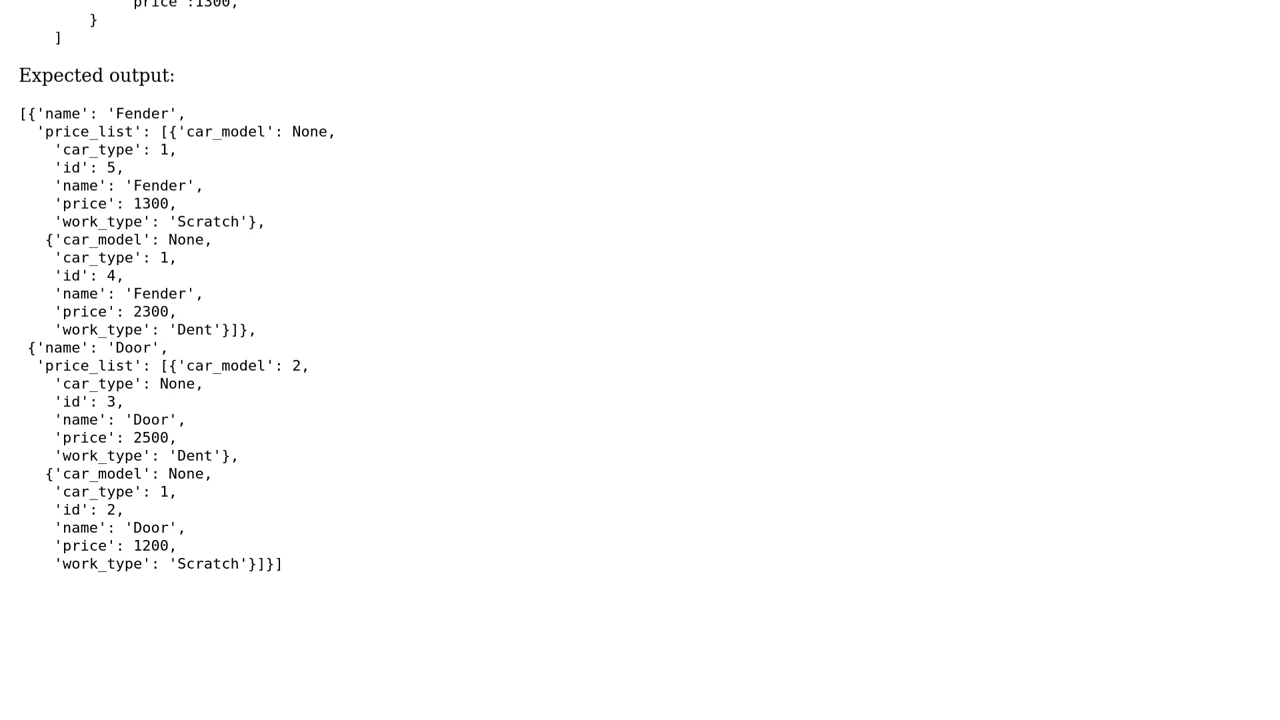 price':1300,
}
]
Expected output:
[{'name': 'Fender',
'price_list': [{'car_model': None,
'car_type': 1,
'id': 5,
'name': 'Fender',
'price': 1300,
'work_type': 'Scratch'},
{'car_model': None,
'car_type': 1,
'id': 4,
'name': 'Fender',
'price': 2300,
'work_type': 'Dent'}]},
{'name': 'Door',
'price_list': [{'car_model': 2,
'car_type': None,
'id': 3,
'name': 'Door',
'price': 2500,
'work_type': 'Dent'},
{'car_model': None,
'car_type': 1,
'id': 2,
'name': 'Door',
'price': 1200,
'work_type': 'Scratch'}]}]